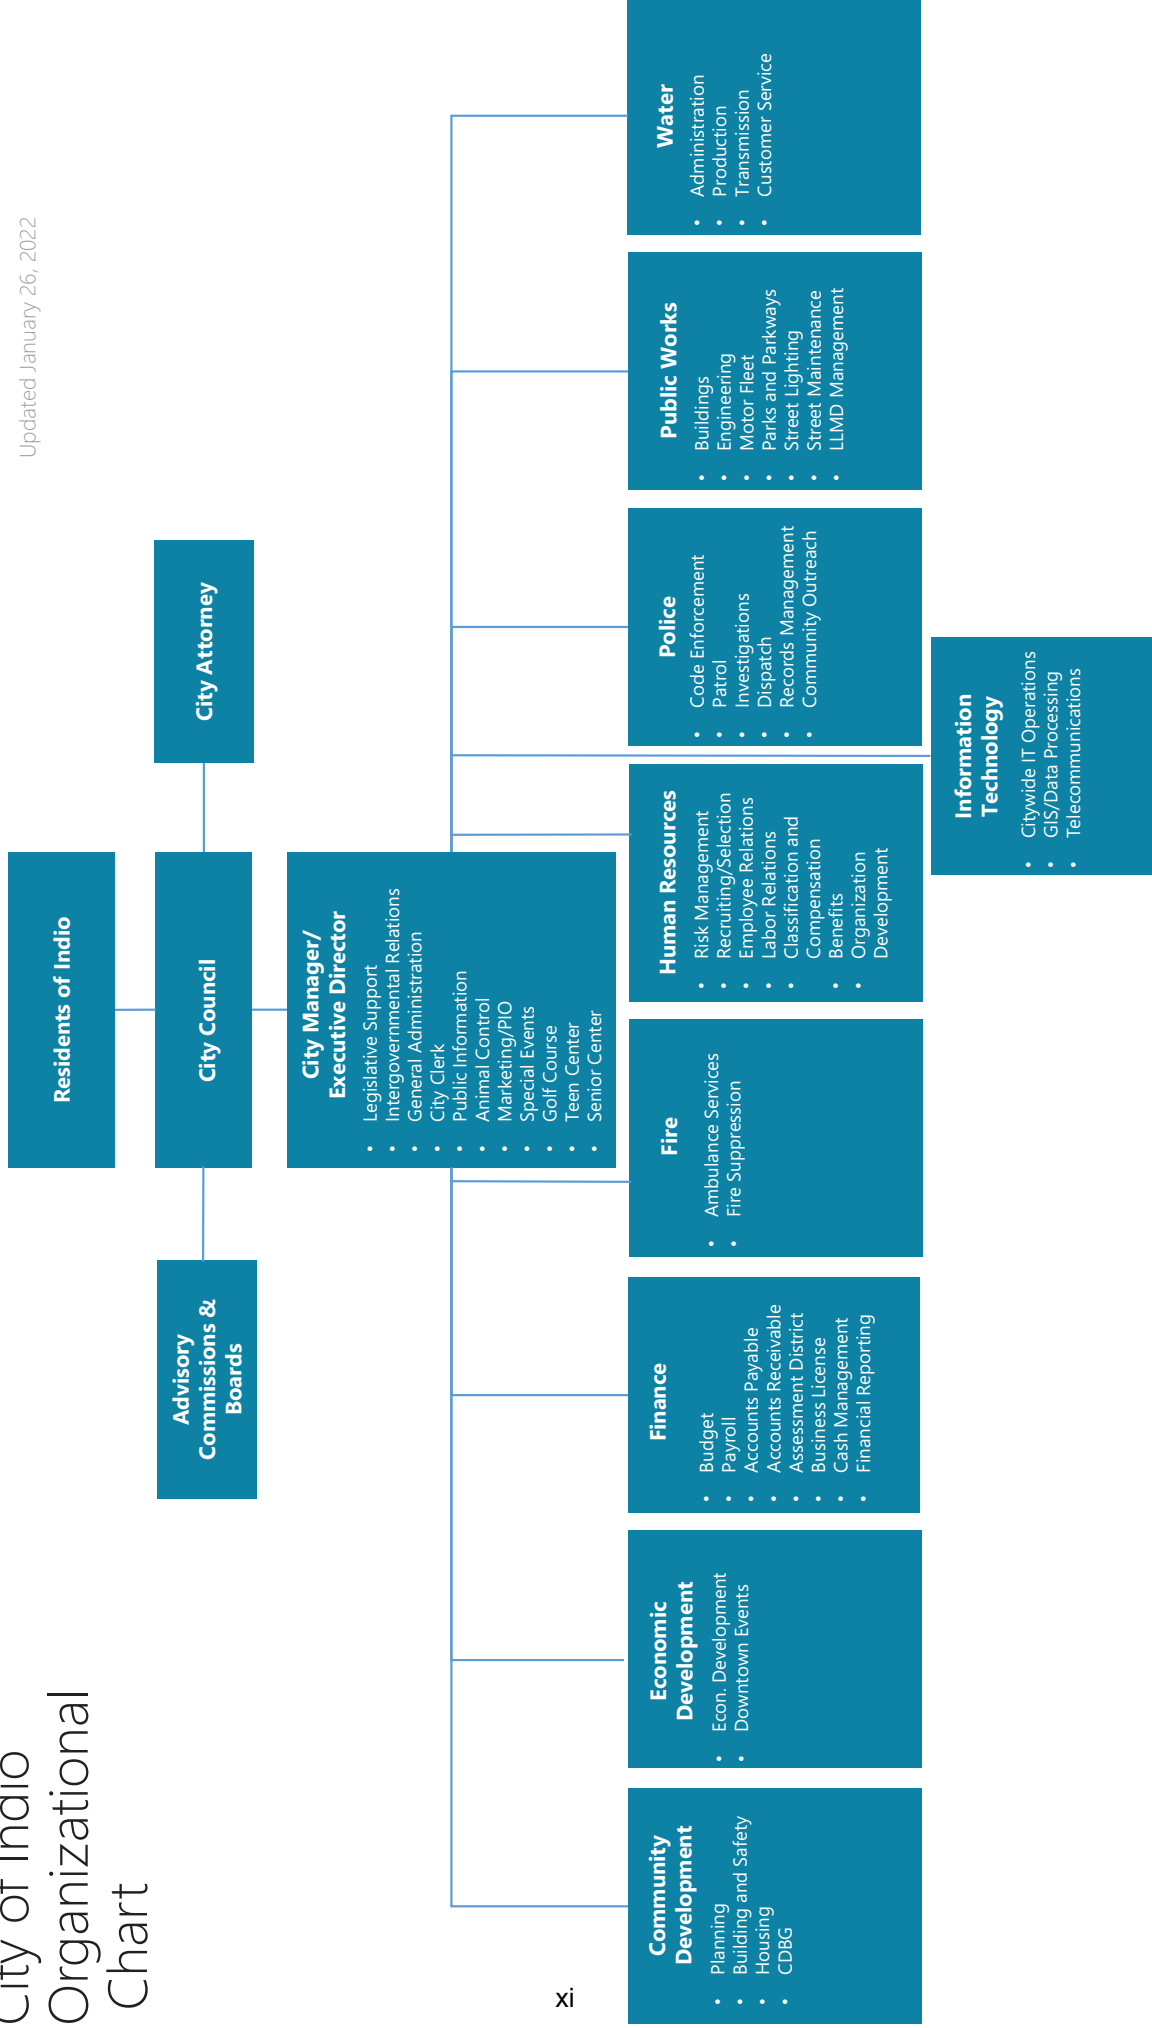 City of Indio
Organizational
Chart
Updated January 26, 2022
Residents of Indio
Advisory
Commissions &
Boards
City Council
City Attorney
City Manager/
Executive Director
• Legislative Support
• Intergovernmental Relations
• General Administration
• City Clerk
• Public Information
• Animal Control
• Marketing/PIO
• Special Events
• Golf Course
• Teen Center
• Senior Center
Community
Development
• Planning
• Building and Safety
• Housing
• CDBG
Economic
Development
• Econ. Development
• Downtown Events
Finance
• Budget
• Payroll
• Accounts Payable
• Accounts Receivable
• Assessment District
• Business License
• Cash Management
• Financial Reporting
Fire
• Ambulance Services
• Fire Suppression
Human Resources
• Risk Management
• Recruiting/Selection
• Employee Relations
• Labor Relations
• Classification and
Compensation
• Benefits
• Organization
Development
Police
• Code Enforcement
• Patrol
• Investigations
• Dispatch
• Records Management
• Community Outreach
Public Works
• Buildings
• Engineering
• Motor Fleet
• Parks and Parkways
• Street Lighting
• Street Maintenance
• LLMD Management
Water
• Administration
• Production
• Transmission
• Customer Service
Information
Technology
• Citywide IT Operations
• GIS/Data Processing
• Telecommunications
xi